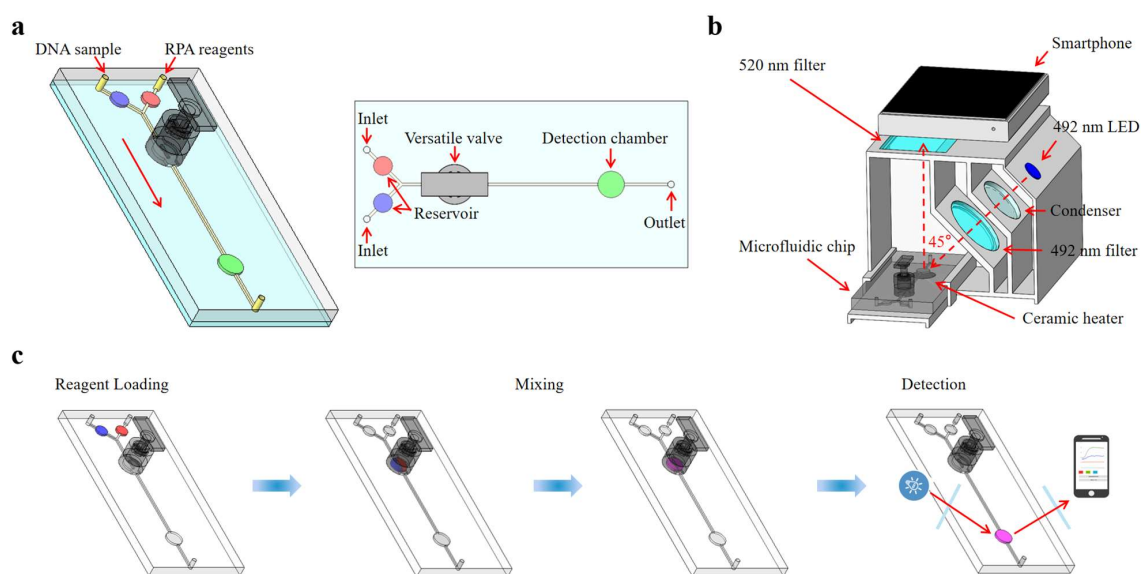 a
DNA sample
RPA reagents
Inlet
Versatile valve
Detection chamber
Reservoir
Inlet
Outlet
b
Smartphone
520 nm filter
492 nm LED
Condenser
45°
492 nm filter
Microfluidic chip
Ceramic heater
c
Reagent Loading
Mixing
Detection